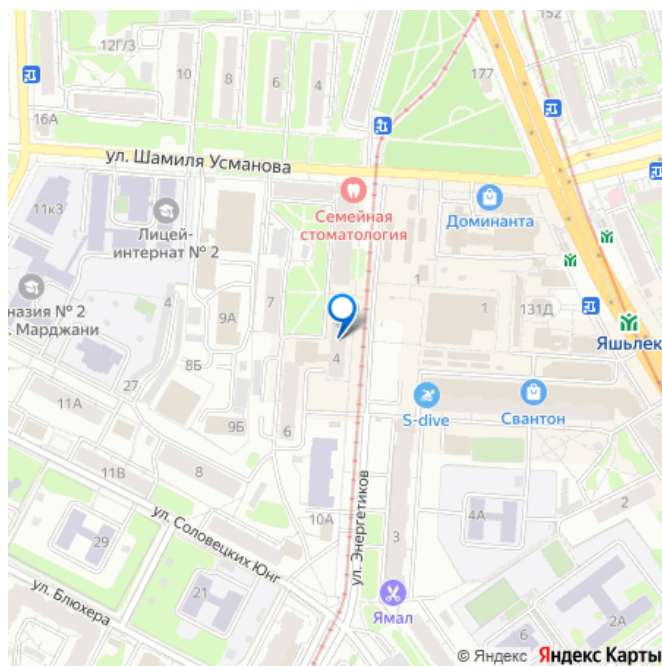 152
12Г/3
10
8
6
4
177
16А
ул. Шамиля Усманова
11к3
Лицей-
интернат № 2
Семейная
стоматология
Доминанта
назия № 2
. Марджани
4
9А
7
1
1
131Д
Яшьлек
8Б
27
4
11А
9Б
6
S-dive
Свантон
11В
8
10А
ул. Энергетиков
ул. Соловецких Юнг
3
4А
2
29
21
ул. Блюхера
Ямал
6
2А
© Яндекс Яндекс Карты